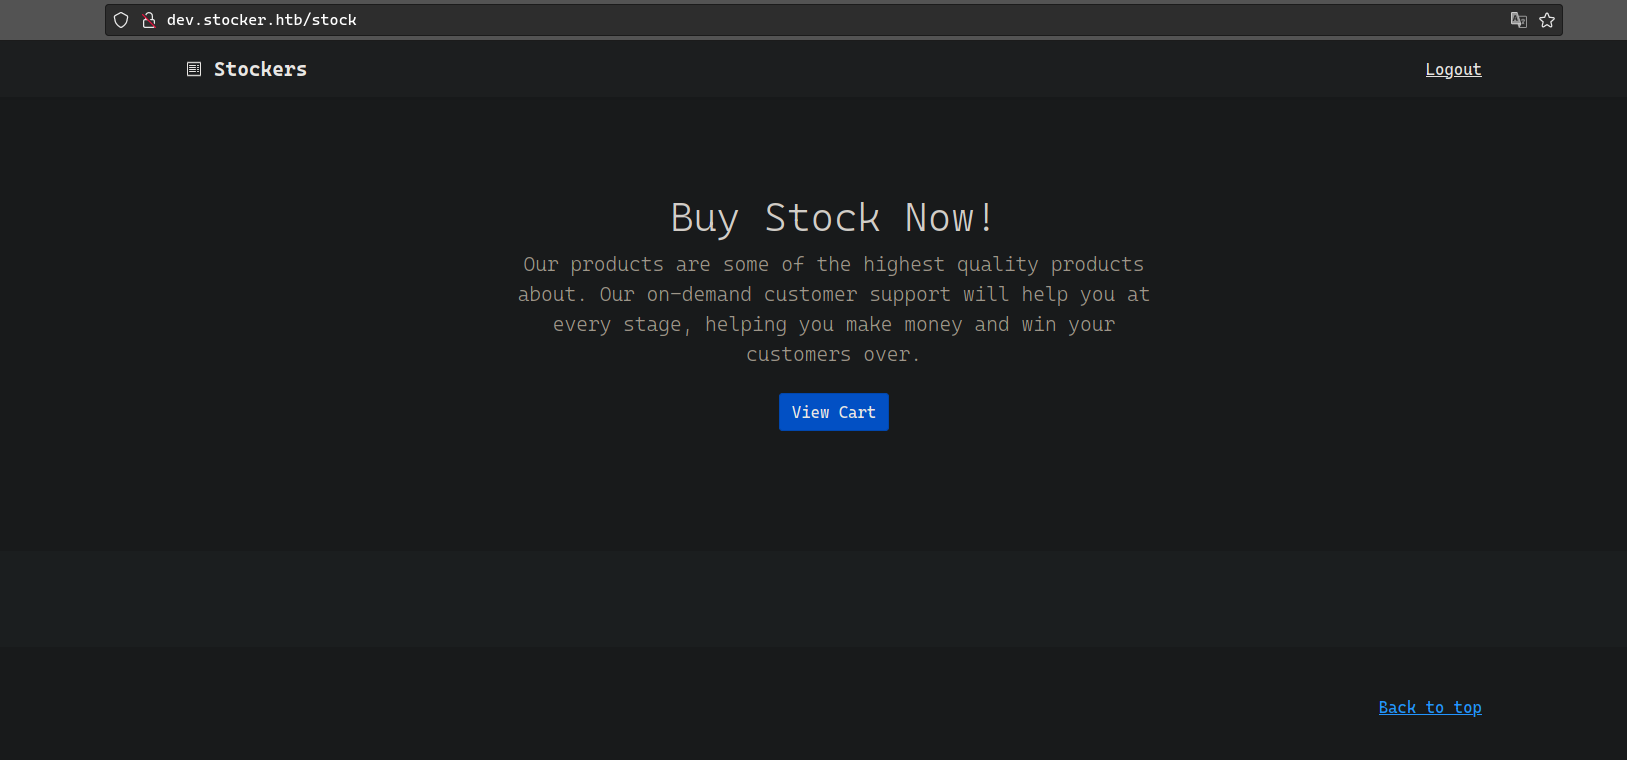 dev.stocker.htb/stock
Stockers
Logout
Buy Stock Now!
Our products are some of the highest quality products
about. Our on-demand customer support will help you at
every stage, helping you make money and win your
customers over.
View Cart
Back to top